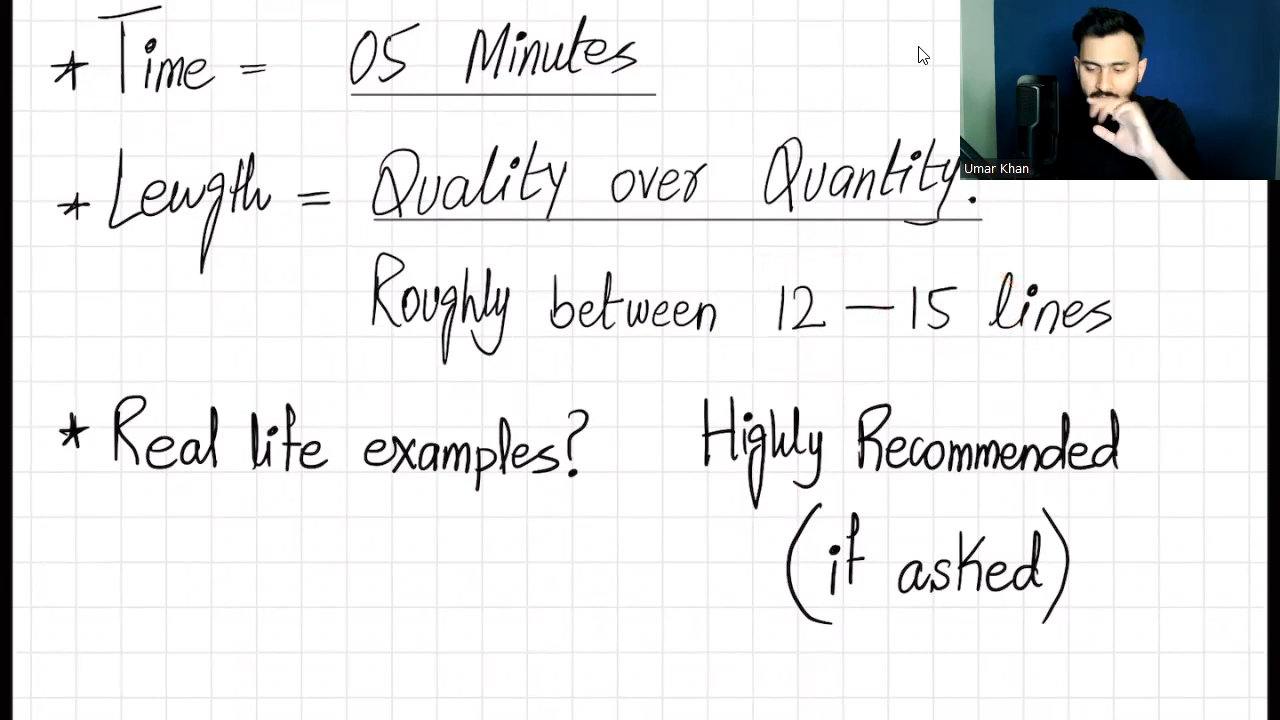 * Time = 05 Minutes
* Length = Quality over Quantity.
Umar Khan
Roughly between 12 — 15 lines
* Real life examples? Highly Recommended
(if asked)